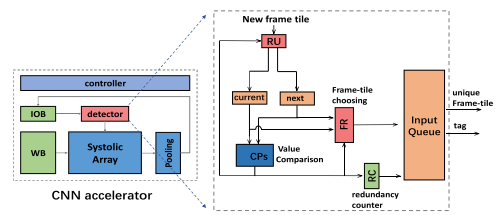 New frame tile
RU
controller
current
next
Frame-tile
choosing
IOB
detector
FR
Input
Queue
unique
Frame-tile
tag
WB
Systolic
Array
Pooling
CPs
Value
Comparison
RC
redundancy
counter
CNN accelerator